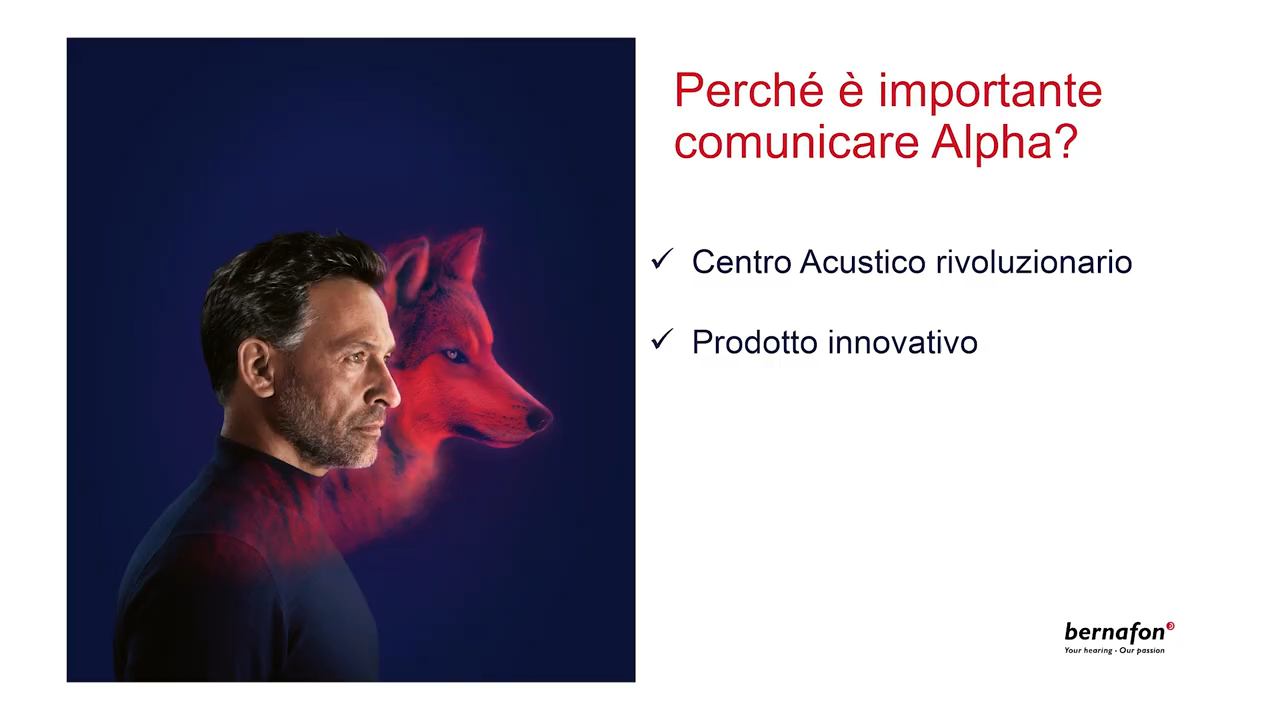 Perché è importante
comunicare Alpha?
✓ Centro Acustico rivoluzionario
✓ Prodotto innovativo
bernafon
Your hearing - Our passion